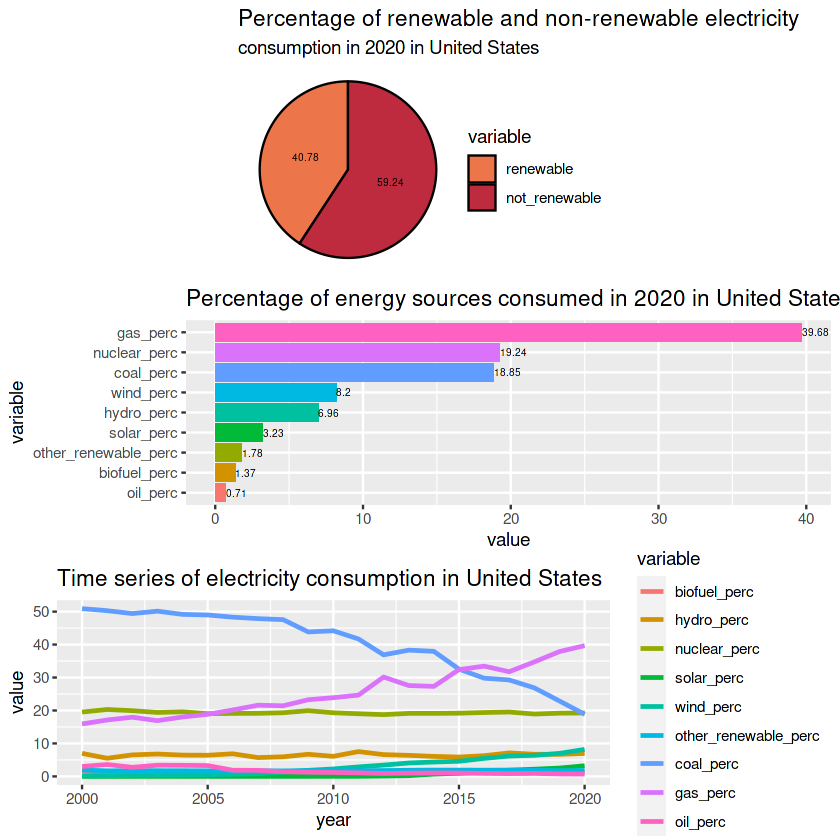 Percentage of renewable and non-renewable electricity
consumption in 2020 in United States
40.78
59.24
variable
renewable
not_renewable
Percentage of energy sources consumed in 2020 in United State
variable
gas_perc
39.68
nuclear_perc
19.24
coal_perc
18.85
wind_perc
8.2
hydro_perc
6.96
solar_perc
3.23
other_renewable_perc
1.78
biofuel_perc
1.37
oil_perc
0.71
0 10 20 30 40
value
Time series of electricity consumption in United States
value
50
40
30
20
10
0
2000 2005 2010 2015 2020
year
variable
biofuel_perc
hydro_perc
nuclear_perc
solar_perc
wind_perc
other_renewable_perc
coal_perc
gas_perc
oil_perc